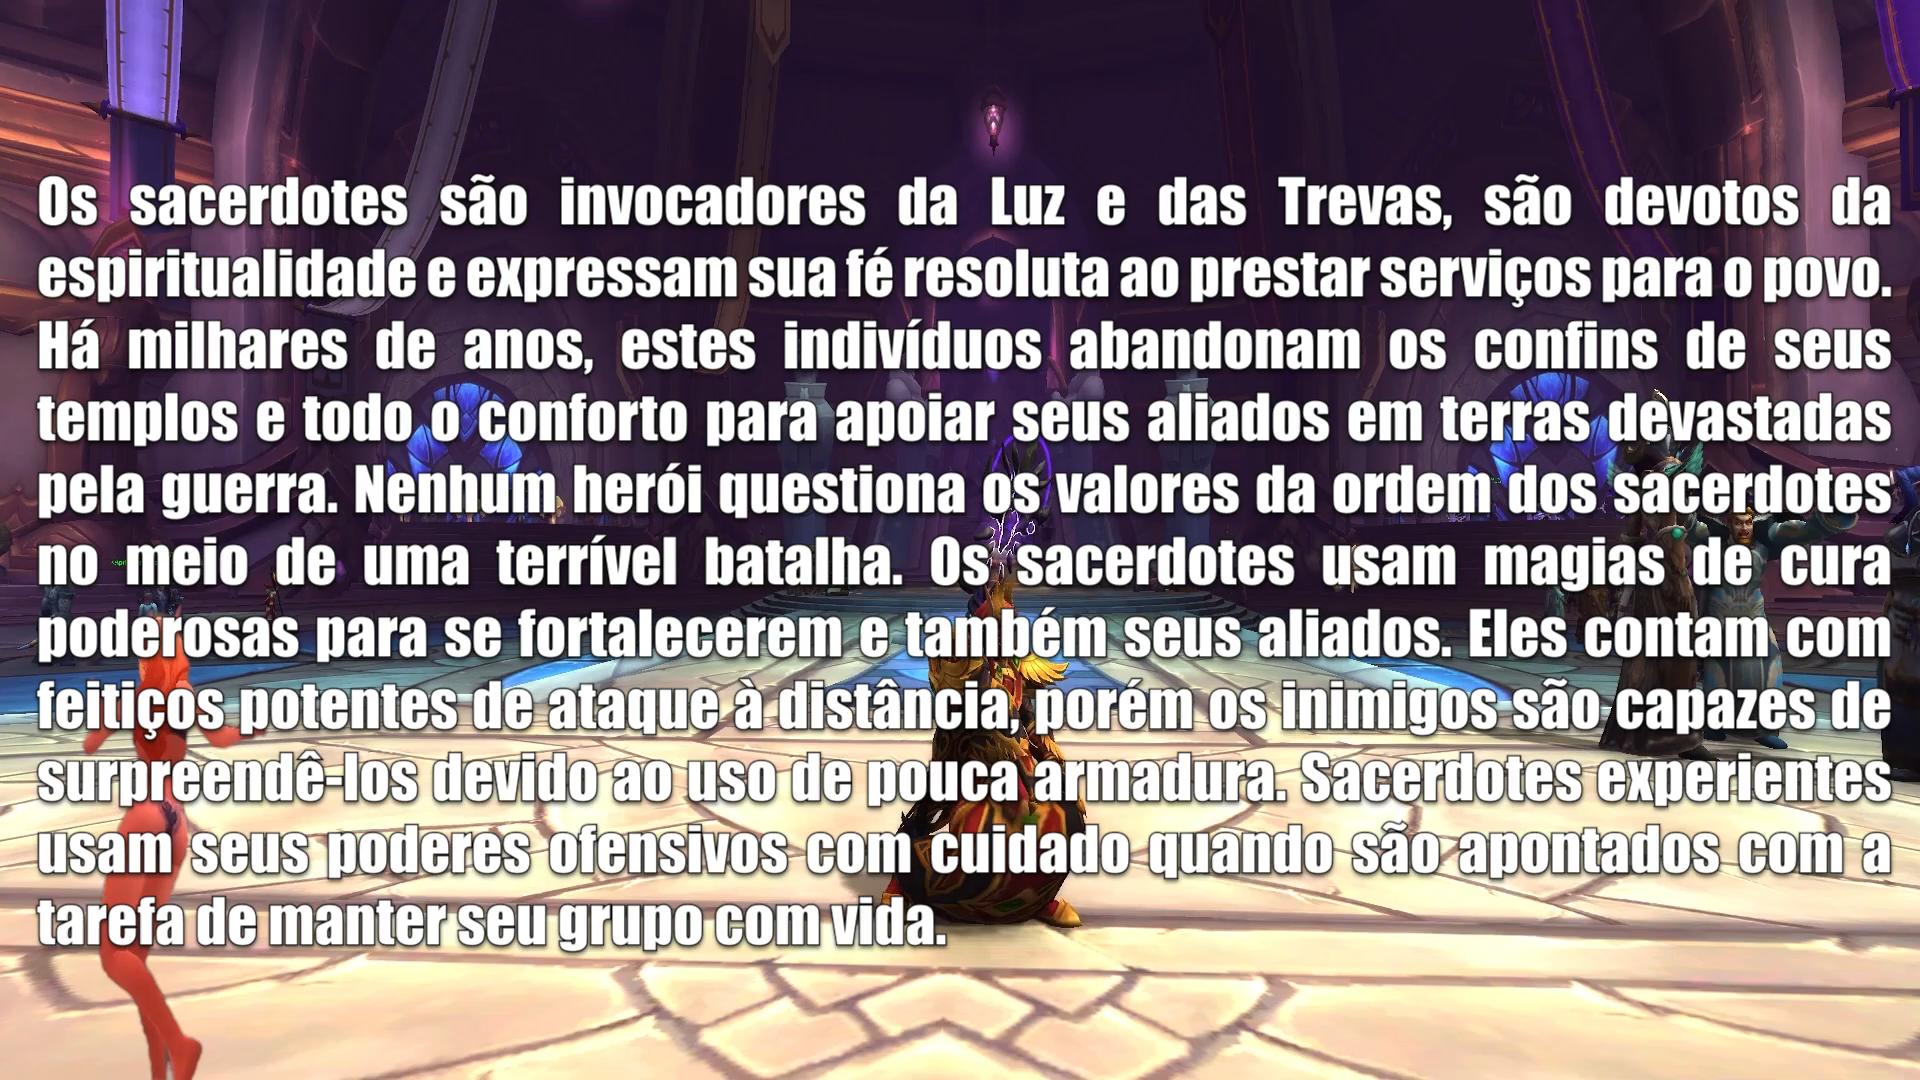 Os sacerdotes são invocadores da Luz e das Trevas, são devotos da
espiritualidade e expressam sua fé resoluta ao prestar serviços para o povo.
Há milhares de anos, estes indivíduos abandonam os confins de seus
templos e todo o conforto para apoiar seus aliados em terras devastadas
pela guerra. Nenhum herói questiona os valores da ordem dos sacerdotes
no meio de uma terrível batalha. Os sacerdotes usam magias de cura
poderosas para se fortalecerem e também seus aliados. Eles contam com
feitiços potentes de ataque à distância, porém os inimigos são capazes de
surpreendê-los devido ao uso de pouca armadura. Sacerdotes experientes
usam seus poderes ofensivos com cuidado quando são apontados com a
tarefa de manter seu grupo com vida.